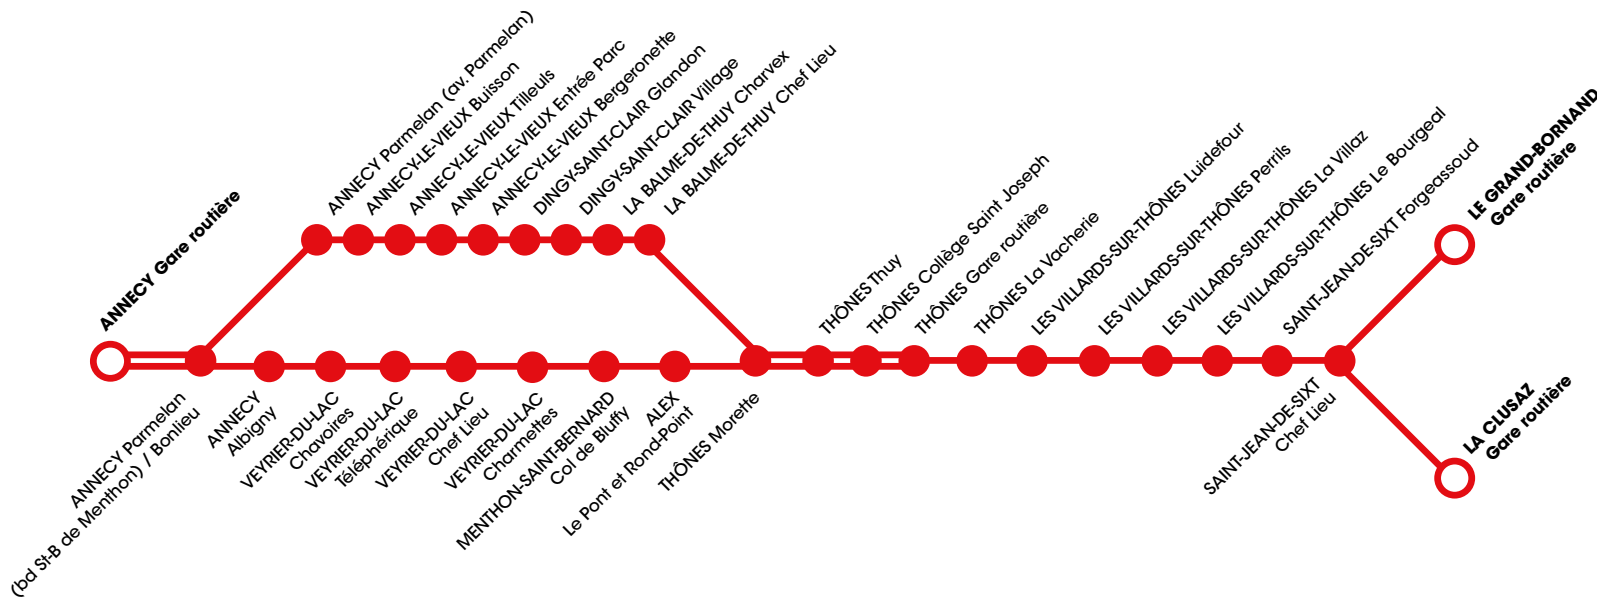 ANNECY Gare routière
ANNECY Parmelan
(bd St-B de Menthon) / Bonlieu
ANNECY Parmelan (av. Parmelan)
ANNECY-LE-VIEUX Buisson
ANNECY-LE-VIEUX Tilleuls
ANNECY-LE-VIEUX Entrée Parc
ANNECY-LE-VIEUX Bergeronette
DINGY-SAINT-CLAIR Glandon
DINGY-SAINT-CLAIR Village
LA BALME-DE-THUY Charvex
LA BALME-DE-THUY Chef Lieu
ANNECY
Albigny
VEYRIER-DU-LAC
Chavoires
VEYRIER-DU-LAC
Téléphérique
VEYRIER-DU-LAC
Chef Lieu
VEYRIER-DU-LAC
Charmettes
MENTHON-SAINT-BERNARD
Col de Bluffy
ALEX
Le Pont et Rond-Point
THÔNES Morette
THÔNES Thuy
THÔNES Collège Saint Joseph
THÔNES Gare routière
THÔNES La Vacherie
LES VILLARDS-SUR-THÔNES Luidefour
LES VILLARDS-SUR-THÔNES Perrils
LES VILLARDS-SUR-THÔNES La Villaz
LES VILLARDS-SUR-THÔNES Le Bourgeal
SAINT-JEAN-DE-SIXT Forgeassoud
SAINT-JEAN-DE-SIXT
Chef Lieu
LE GRAND-BORNAND
Gare routière
LA CLUSAZ
Gare routière